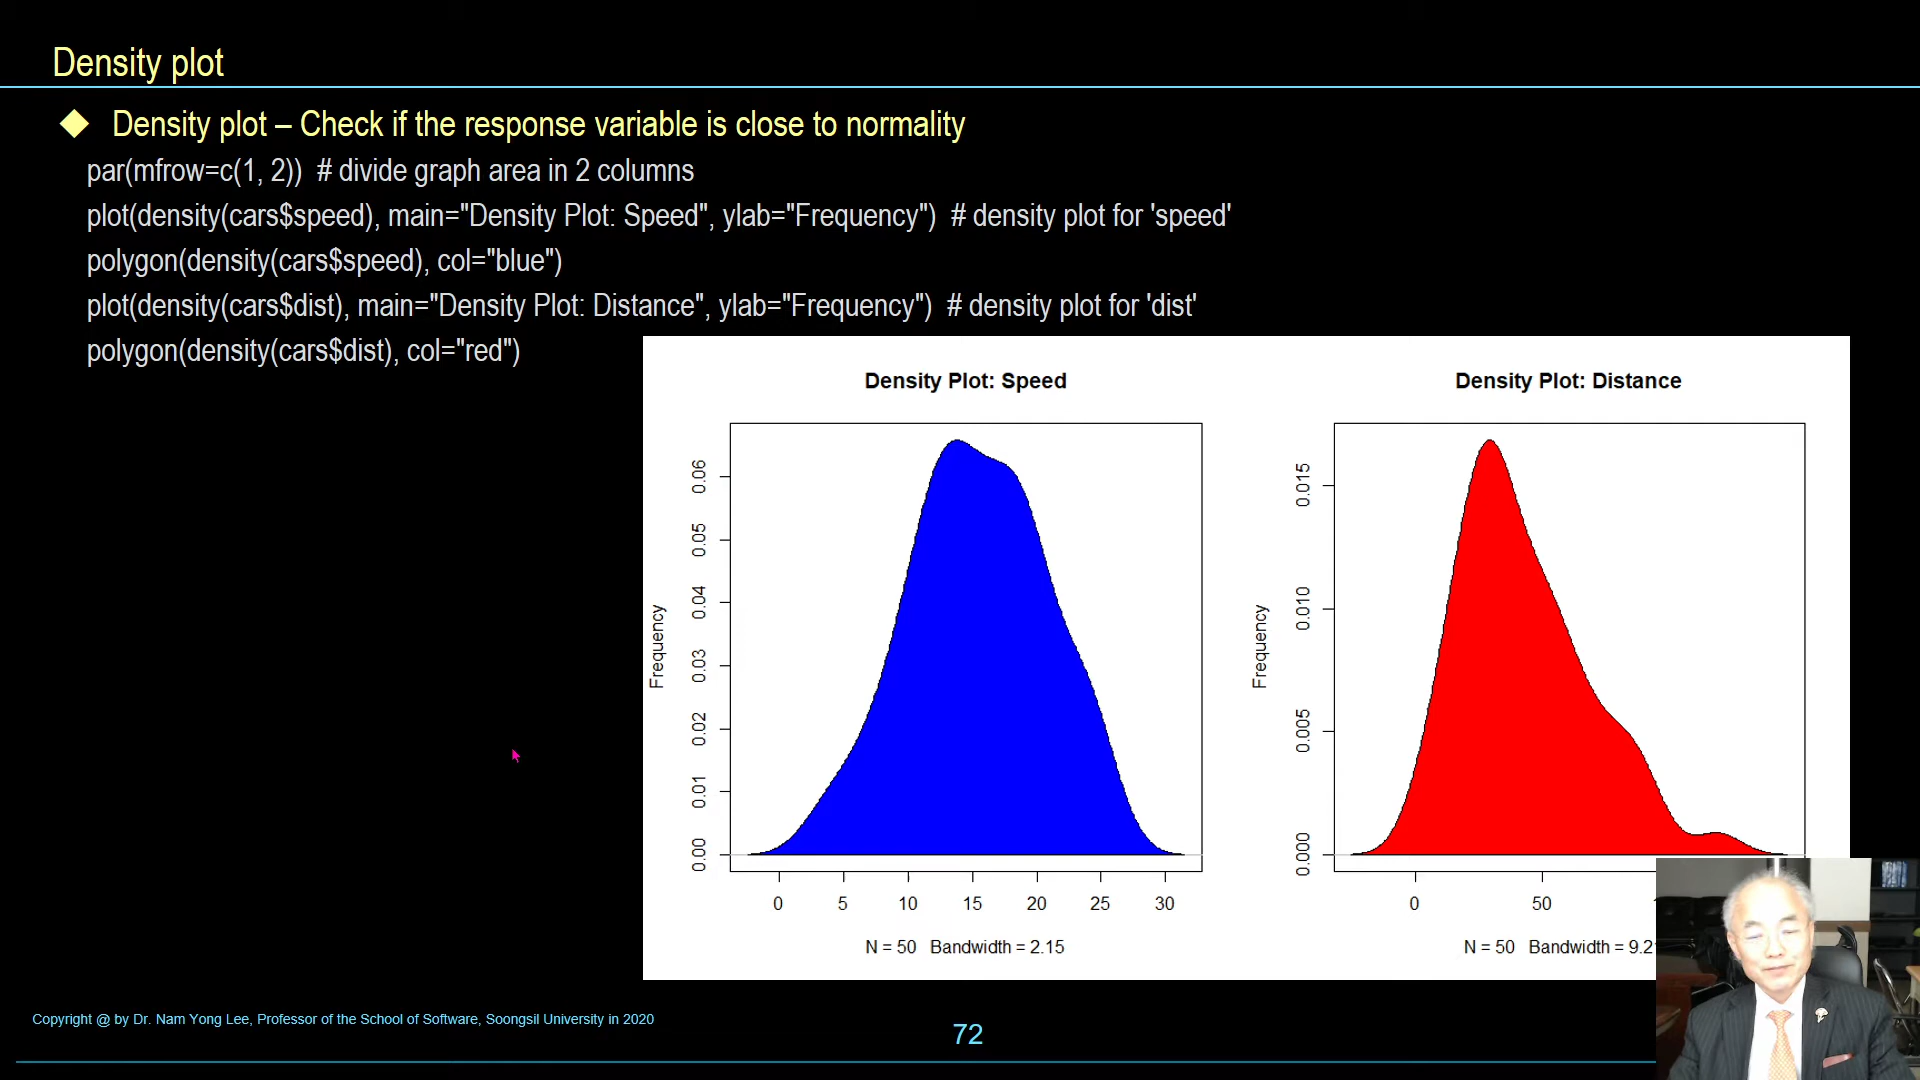 Density plot
Density plot – Check if the response variable is close to normality
par(mfrow=c(1, 2))  # divide graph area in 2 columns
plot(density(cars$speed), main="Density Plot: Speed", ylab="Frequency")  # density plot for 'speed'
polygon(density(cars$speed), col="blue")
plot(density(cars$dist), main="Density Plot: Distance", ylab="Frequency")  # density plot for 'dist'
polygon(density(cars$dist), col="red")
Density Plot: Speed
Frequency
0.06
0.05
0.04
0.03
0.02
0.01
0.00
0 5 10 15 20 25 30
N = 50   Bandwidth = 2.15
Density Plot: Distance
Frequency
0.015
0.010
0.005
0.000
0 50
N = 50   Bandwidth = 9.2
Copyright @ by Dr. Nam Yong Lee, Professor of the School of Software, Soongsil University in 2020
72